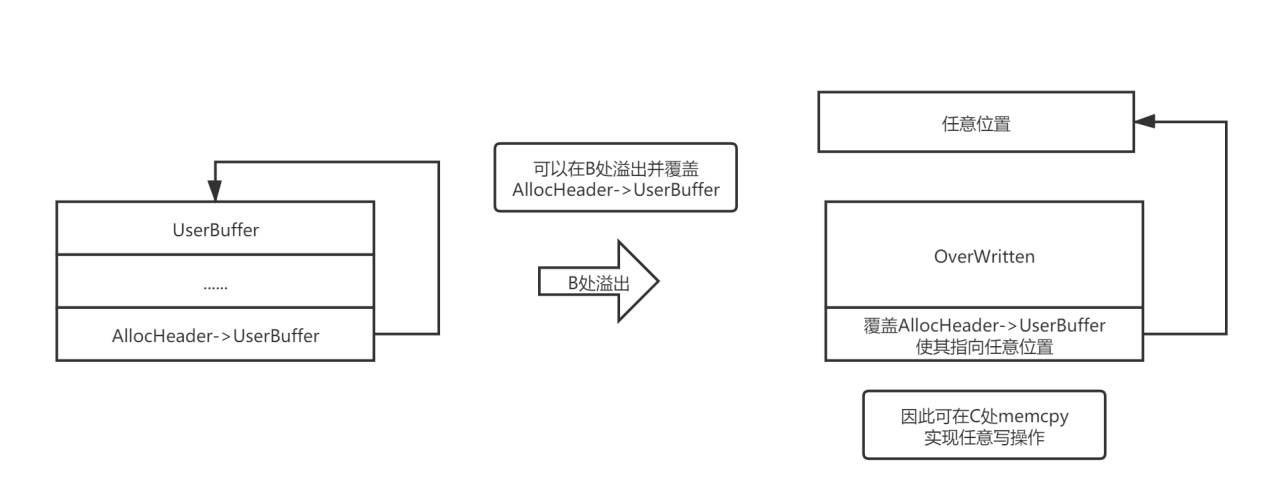 UserBuffer
......
AllocHeader->UserBuffer
可以在B处溢出并覆盖
AllocHeader->UserBuffer
B处溢出
任意位置
OverWritten
覆盖AllocHeader->UserBuffer
使其指向任意位置
因此可在C处memcpy
实现任意写操作